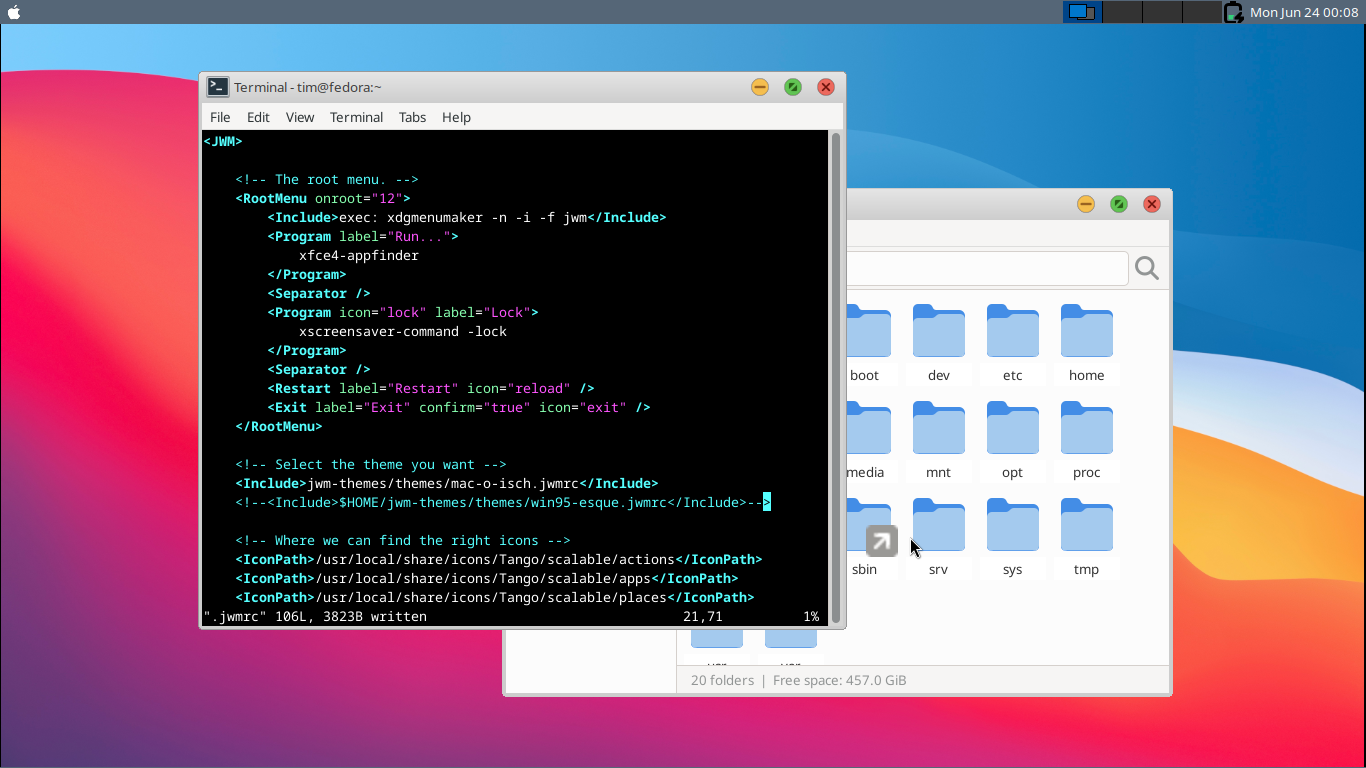 Mon Jun 24 00:08
Terminal - tim@fedora:~
File Edit View Terminal Tabs Help
<JWM>
<!-- The root menu. -->
<RootMenu onroot="12">
<Include>exec: xdgmenumaker -n -i -f jwm</Include>
<Program label="Run...">
xfce4-appfinder
</Program>
<Separator />
<Program icon="lock" label="Lock">
xscreensaver-command -lock
</Program>
<Separator />
<Restart label="Restart" icon="reload" />
<Exit label="Exit" confirm="true" icon="exit" />
</RootMenu>
<!-- Select the theme you want -->
<Include>jwm-themes/themes/mac-o-isch.jwmrc</Include>
<!--<Include>$HOME/jwm-themes/themes/win95-esque.jwmrc</Include>-->
<!-- Where we can find the right icons -->
<IconPath>/usr/local/share/icons/Tango/scalable/actions</IconPath>
<IconPath>/usr/local/share/icons/Tango/scalable/apps</IconPath>
<IconPath>/usr/local/share/icons/Tango/scalable/places</IconPath>
".jwmrc" 106L, 3823B written 21,71 1%
boot dev etc home
media mnt opt proc
sbin srv sys tmp
20 folders | Free space: 457.0 GiB